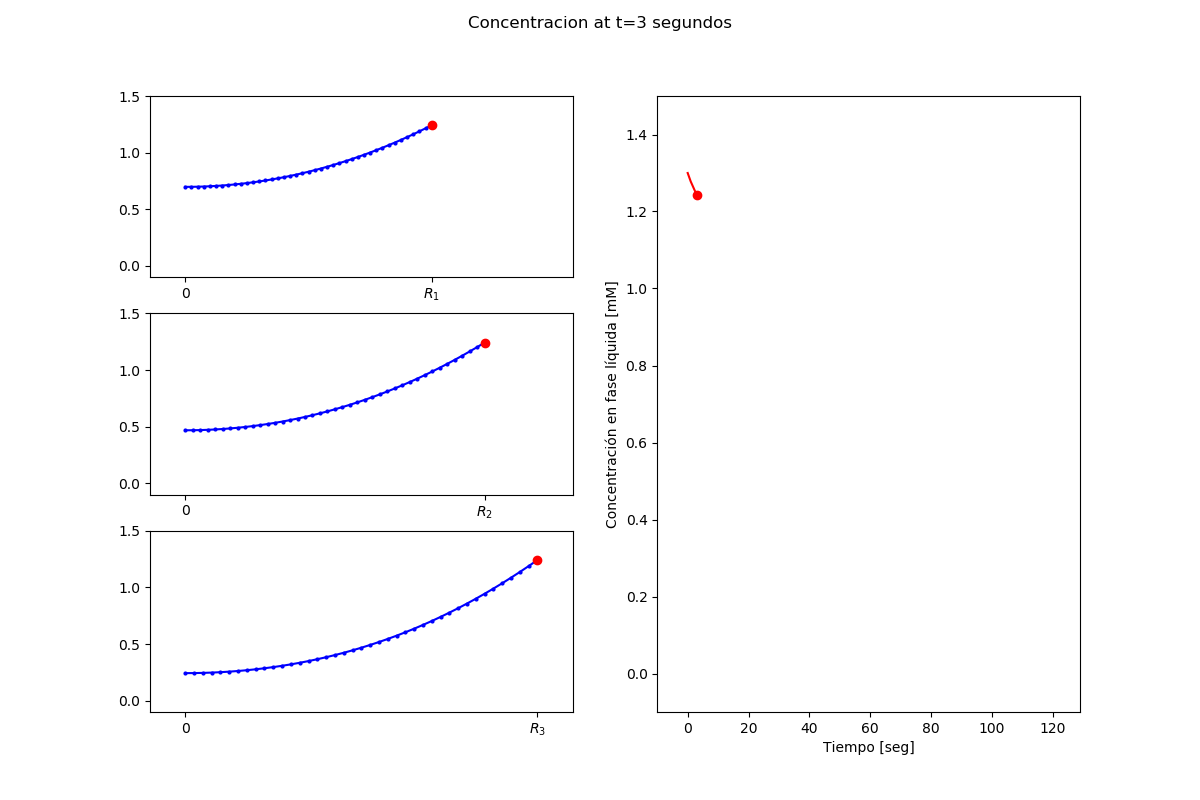 Concentracion at t=3 segundos
1.5
1.0
0.5
0.0
0 R₁
1.5
1.0
0.5
0.0
0 R₂
1.5
1.0
0.5
0.0
0 R₃
Concentración en fase líquida [mM]
1.4
1.2
1.0
0.8
0.6
0.4
0.2
0.0
0 20 40 60 80 100 120
Tiempo [seg]